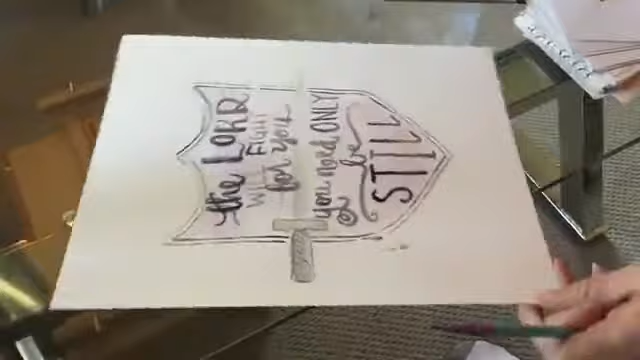 the LORD
WILL FIGHT
for you
you need ONLY
be
STILL